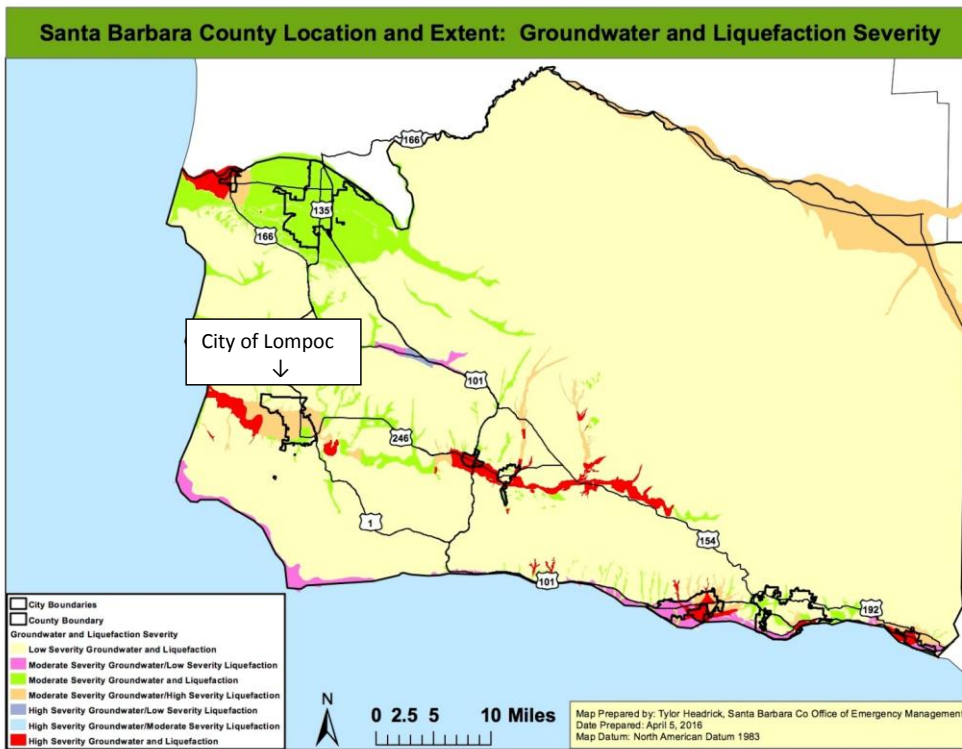 Santa Barbara County Location and Extent: Groundwater and Liquefaction Severity
166
135
166
City of Lompoc
↓
101
246
1
154
101
192
City Boundaries
County Boundary
Groundwater and Liquefaction Severity
Low Severity Groundwater and Liquefaction
Moderate Severity Groundwater/Low Severity Liquefaction
Moderate Severity Groundwater and Liquefaction
Moderate Severity Groundwater/High Severity Liquefaction
High Severity Groundwater/Low Severity Liquefaction
High Severity Groundwater/Moderate Severity Liquefaction
High Severity Groundwater and Liquefaction
N
0 2.5 5 10 Miles
Map Prepared by: Tylor Headrick, Santa Barbara Co Office of Emergency Management
Date Prepared: April 5, 2016
Map Datum: North American Datum 1983